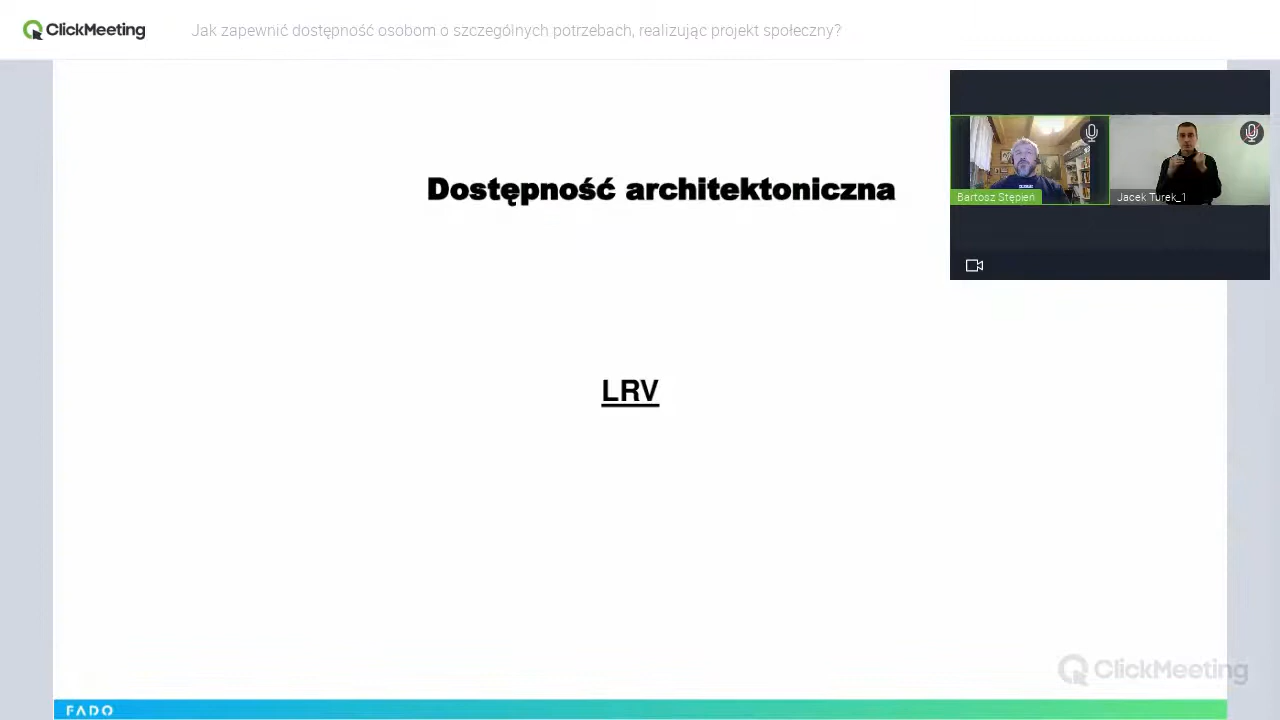 ClickMeeting
Jak zapewnić dostępność osobom o szczególnych potrzebach, realizując projekt społeczny?
Dostępność architektoniczna
Bartosz Stępień
Jacek Turek_1
LRV
ClickMeeting
FADO